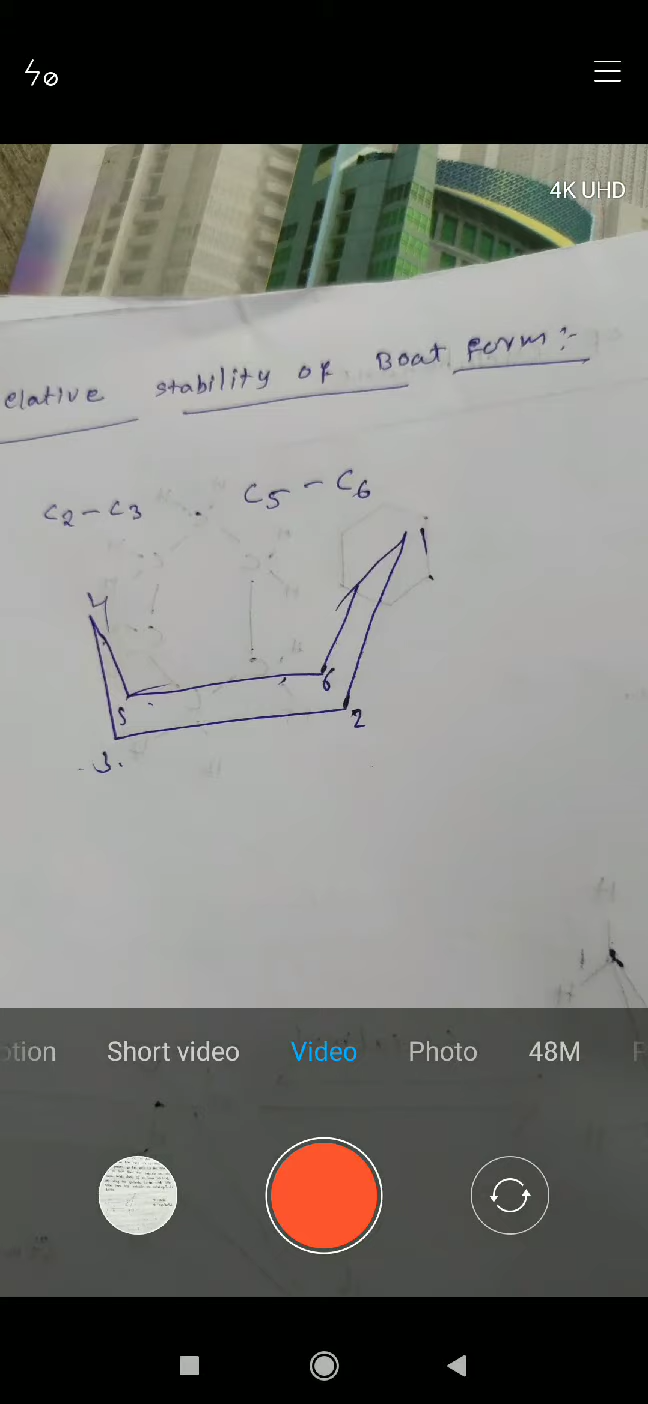 4K UHD
elative stability of Boat form:-
C2-C3 C5-C6
4
1
5
6
3.
2
H
H
Short video Video Photo 48M